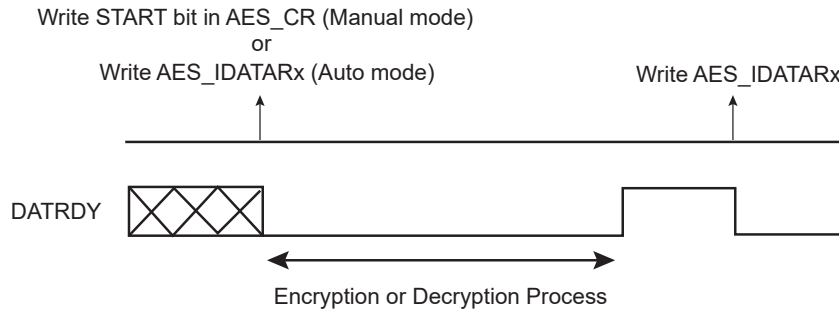 Write START bit in AES_CR (Manual mode)
or
Write AES_IDATARx (Auto mode)
Write AES_IDATARx
DATRDY
Encryption or Decryption Process